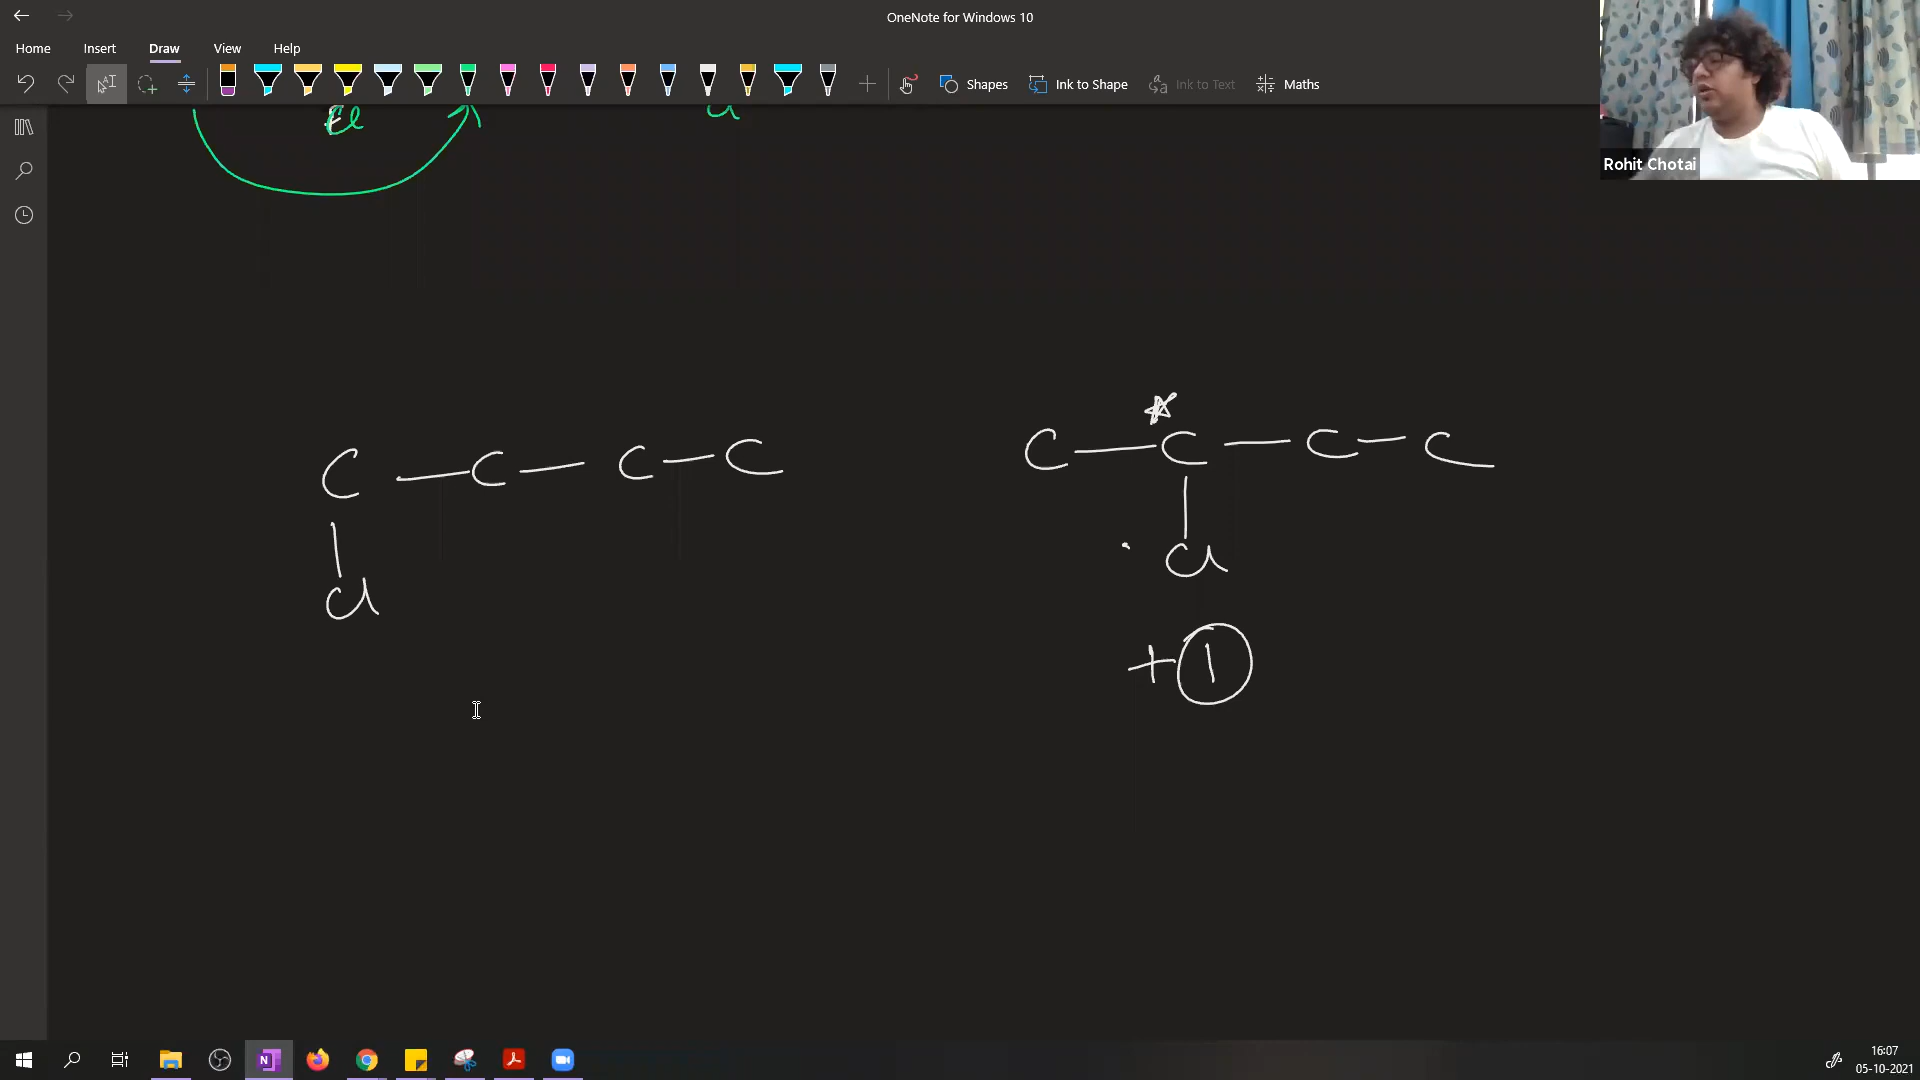 OneNote for Windows 10
Home Insert Draw View Help
Shapes Ink to Shape Ink to Text Maths
Cl
Rohit Chotai
C — C — C — C
Cl
C — C — C — C
Cl
+ 1
16:07
05-10-2021